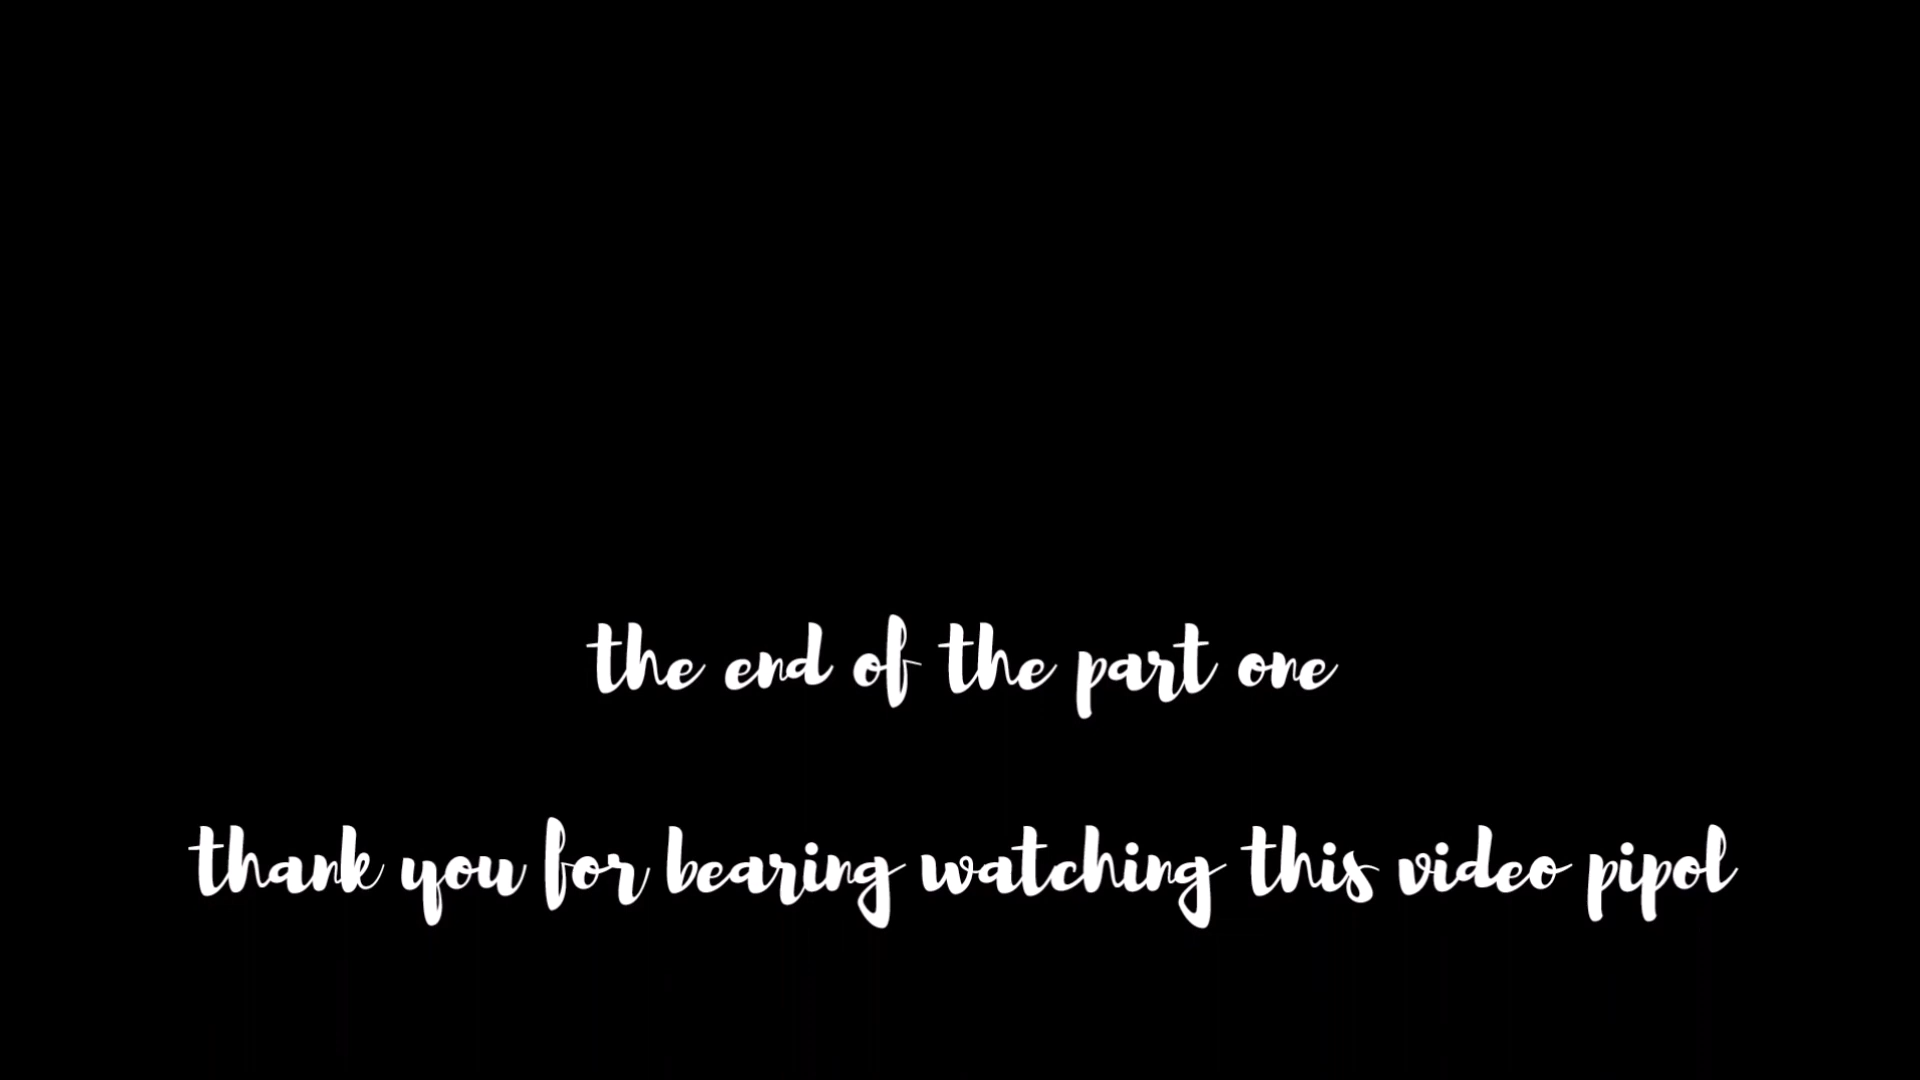 the end of the part one
thank you for bearing watching this video pipol